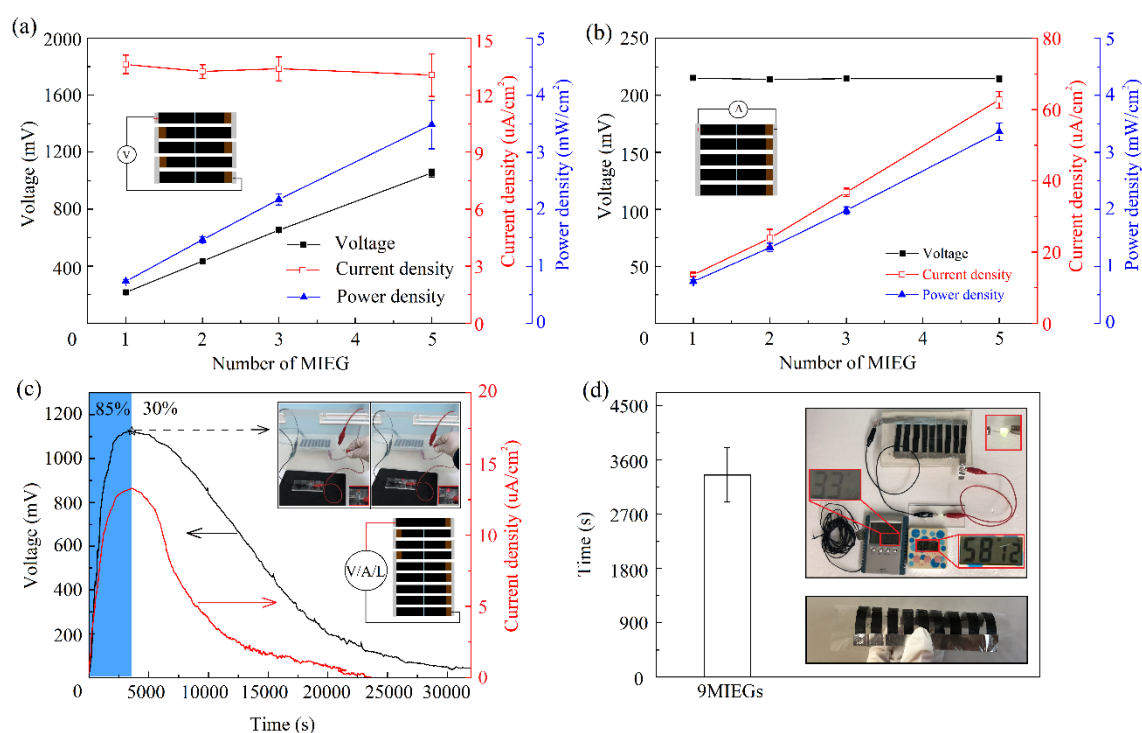 (a)
2000
1600
1200
800
400
0
Voltage (mV)
15
12
9
6
3
0
Current density (uA/cm²)
5
4
3
2
1
0
Power density (mW/cm²)
V
Voltage
Current density
Power density
1 2 3 4 5
Number of MIEG
(b)
250
200
150
100
50
0
Voltage (mV)
80
60
40
20
0
Current density (uA/cm²)
5
4
3
2
1
0
Power density (mW/cm²)
A
Voltage
Current density
Power density
1 2 3 4 5
Number of MIEG
(c)
1200
1000
800
600
400
200
0
Voltage (mV)
85% 30%
20
15
10
5
0
Current density (uA/cm²)
V/A/L
0 5000 10000 15000 20000 25000 30000
Time (s)
(d)
4500
3600
2700
1800
900
0
Time (s)
33
58 12
9MIEGs